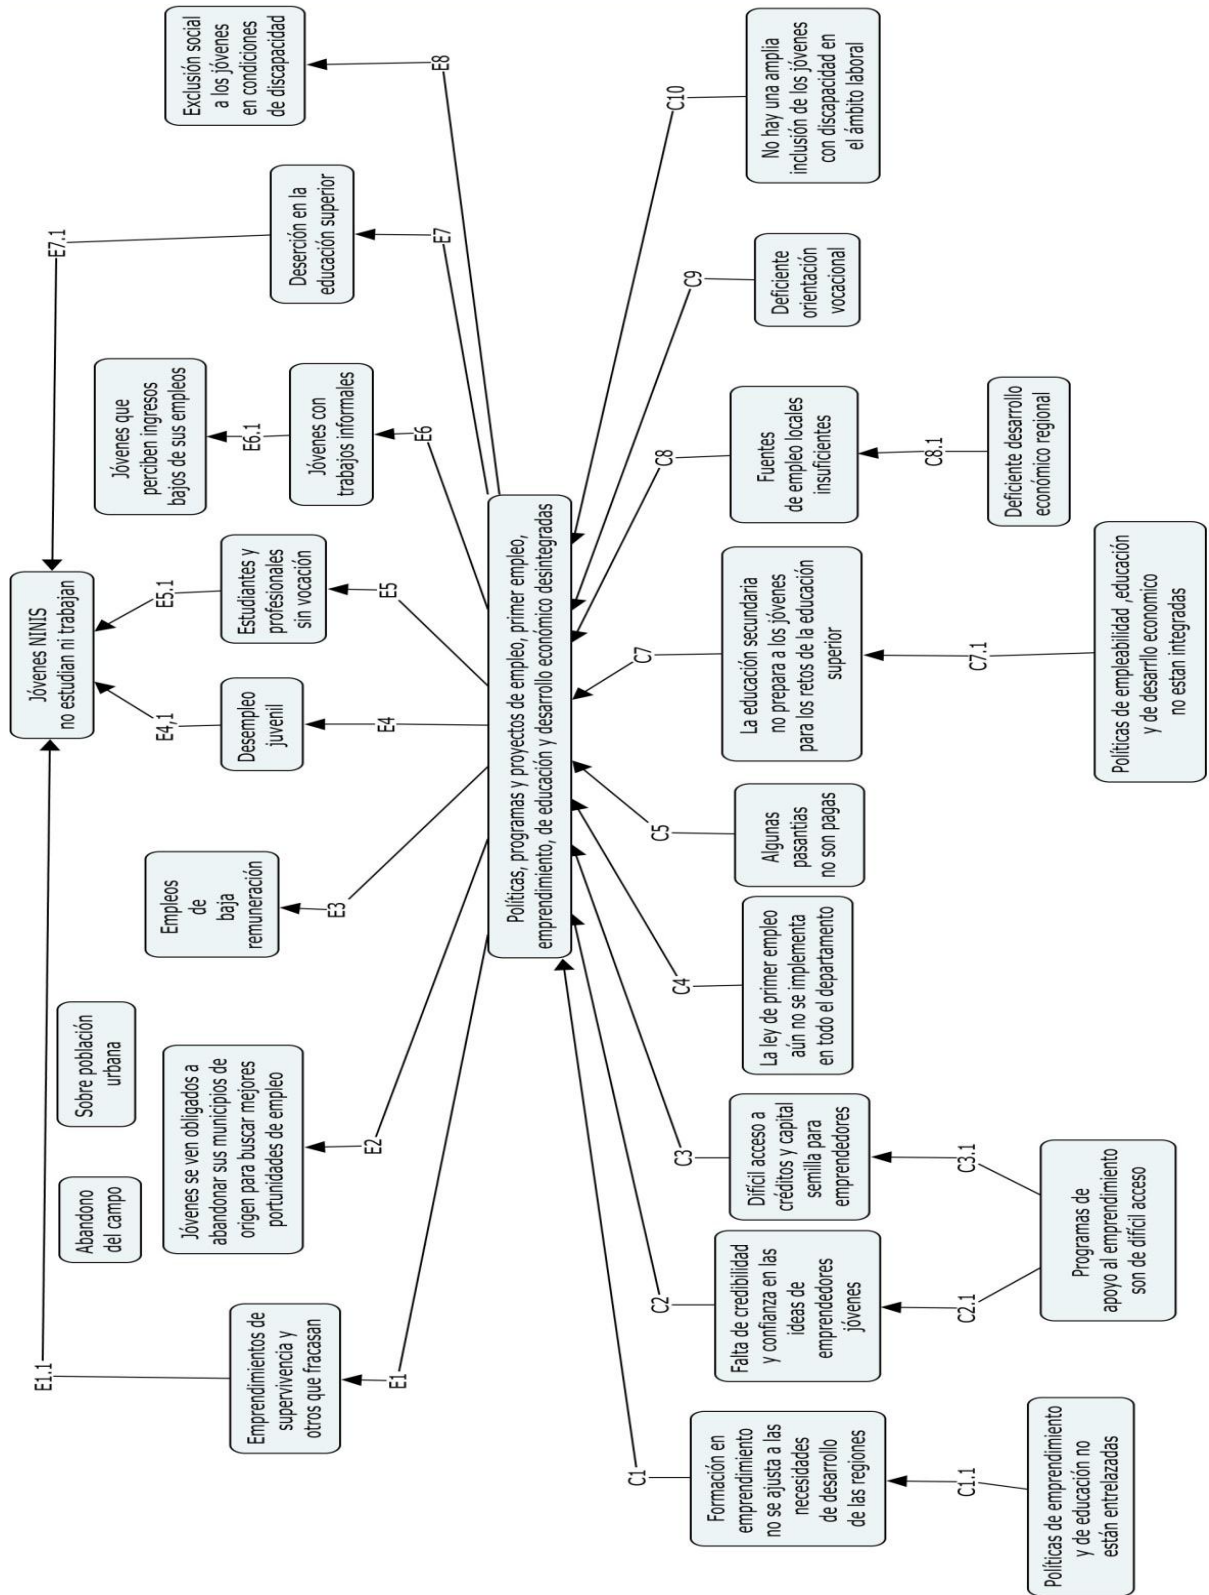 Jóvenes NINIS
no estudian ni trabajan
E1.1
E4,1
E5.1
E7.1
Abandono
del campo
Sobre población
urbana
Jóvenes que
perciben ingresos
bajos de sus empleos
E6.1
Exclusión social
a los jóvenes
en condiciones
de discapacidad
Emprendimientos de
supervivencia y
otros que fracasan
Jóvenes se ven obligados a
abandonar sus municipios de
origen para buscar mejores
portunidades de empleo
Empleos
de
baja
remuneración
Desempleo
juvenil
Estudiantes y
profesionales
sin vocación
Jóvenes con
trabajos informales
Deserción en la
educación superior
E1
E2
E3
E4
E5
E6
E7
E8
Políticas, programas y proyectos de empleo, primer empleo,
emprendimiento, de educación y desarrollo económico desintegradas
C1
C2
C3
C4
C5
C7
C8
C9
C10
Formación en
emprendimiento
no se ajusta a las
necesidades
de desarrollo
de las regiones
Falta de credibilidad
y confianza en las
ideas de
emprendedores
jóvenes
Difícil acceso a
créditos y capital
semilla para
emprendedores
La ley de primer empleo
aún no se implementa
en todo el departamento
Algunas
pasantias
no son pagas
La educación secundaria
no prepara a los jóvenes
para los retos de la educación
superior
Fuentes
de empleo locales
insuficientes
Deficiente
orientación
vocacional
No hay una amplia
inclusión de los jóvenes
con discapacidad en
el ámbito laboral
C1.1
C2.1
C3.1
C7.1
C8.1
Políticas de emprendimiento
y de educación no
están entrelazadas
Programas de
apoyo al emprendimiento
son de difícil acceso
Políticas de empleabilidad ,educación
y de desarrllo economico
no estan integradas
Deficiente desarrollo
económico regional